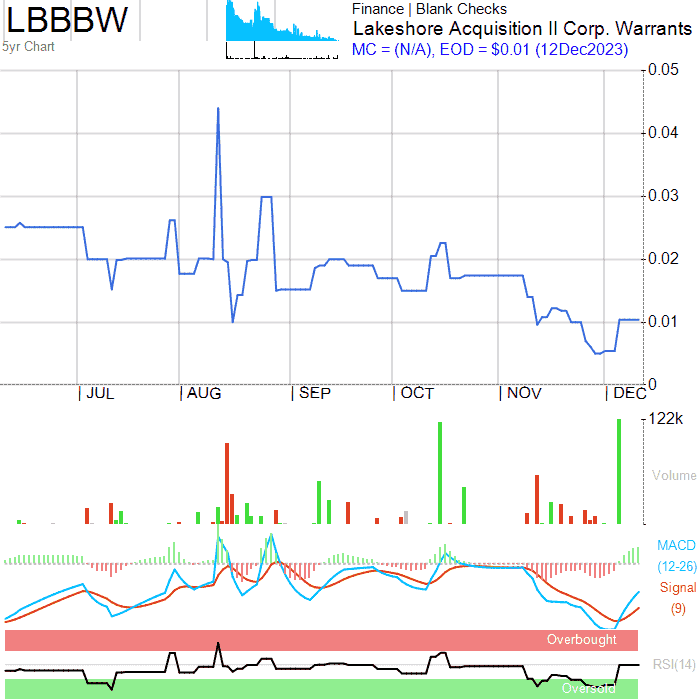 LBBBW
5yr Chart
Finance | Blank Checks
Lakeshore Acquisition II Corp. Warrants
MC = (N/A), EOD = $0.01 (12Dec2023)
0.05
0.04
0.03
0.02
0.01
0
JUL
AUG
SEP
OCT
NOV
DEC
122k
Volume
MACD
(12-26)
Signal
(9)
Overbought
RSI(14)
Oversold